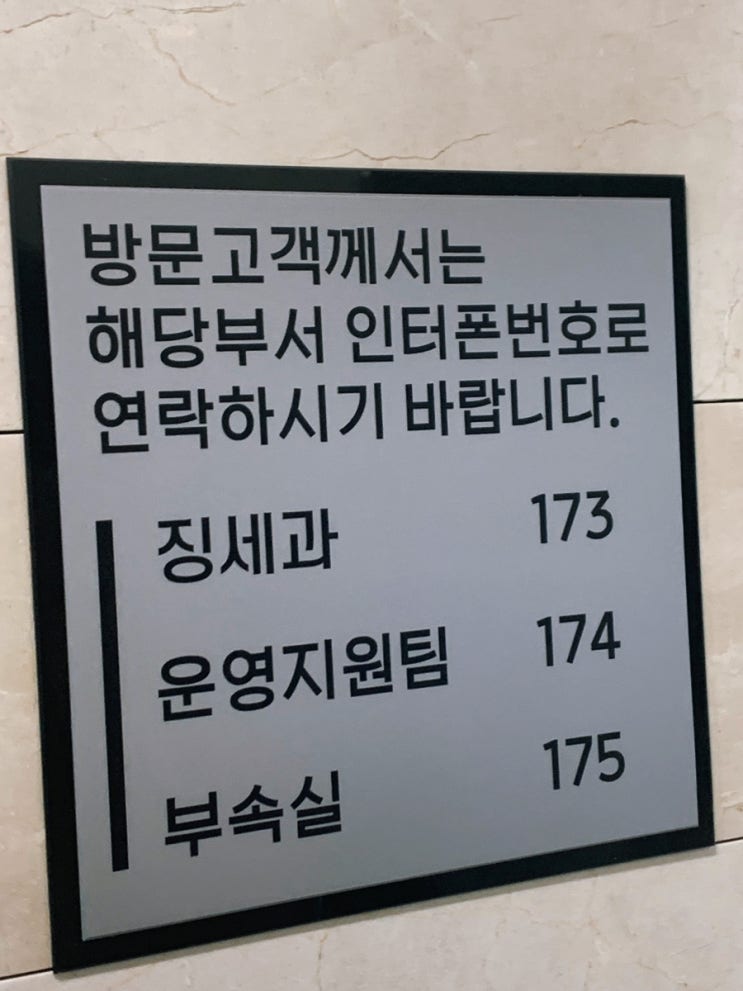 방문고객께서는
해당부서 인터폰번호로
연락하시기 바랍니다.
징세과 173
운영지원팀 174
부속실 175